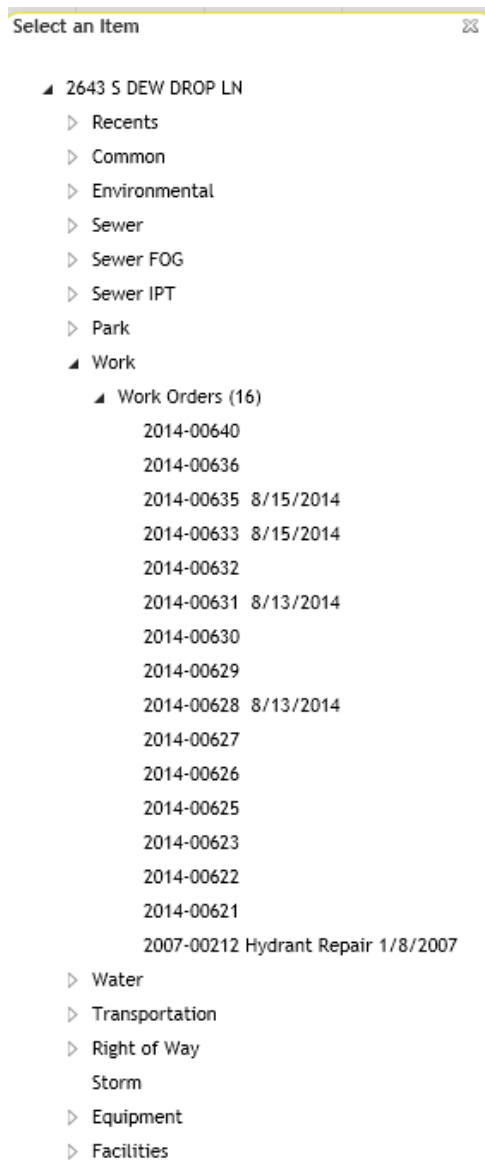 Select an Item
2643 S DEW DROP LN
Recents
Common
Environmental
Sewer
Sewer FOG
Sewer IPT
Park
Work
Work Orders (16)
2014-00640
2014-00636
2014-00635 8/15/2014
2014-00633 8/15/2014
2014-00632
2014-00631 8/13/2014
2014-00630
2014-00629
2014-00628 8/13/2014
2014-00627
2014-00626
2014-00625
2014-00623
2014-00622
2014-00621
2007-00212 Hydrant Repair 1/8/2007
Water
Transportation
Right of Way
Storm
Equipment
Facilities